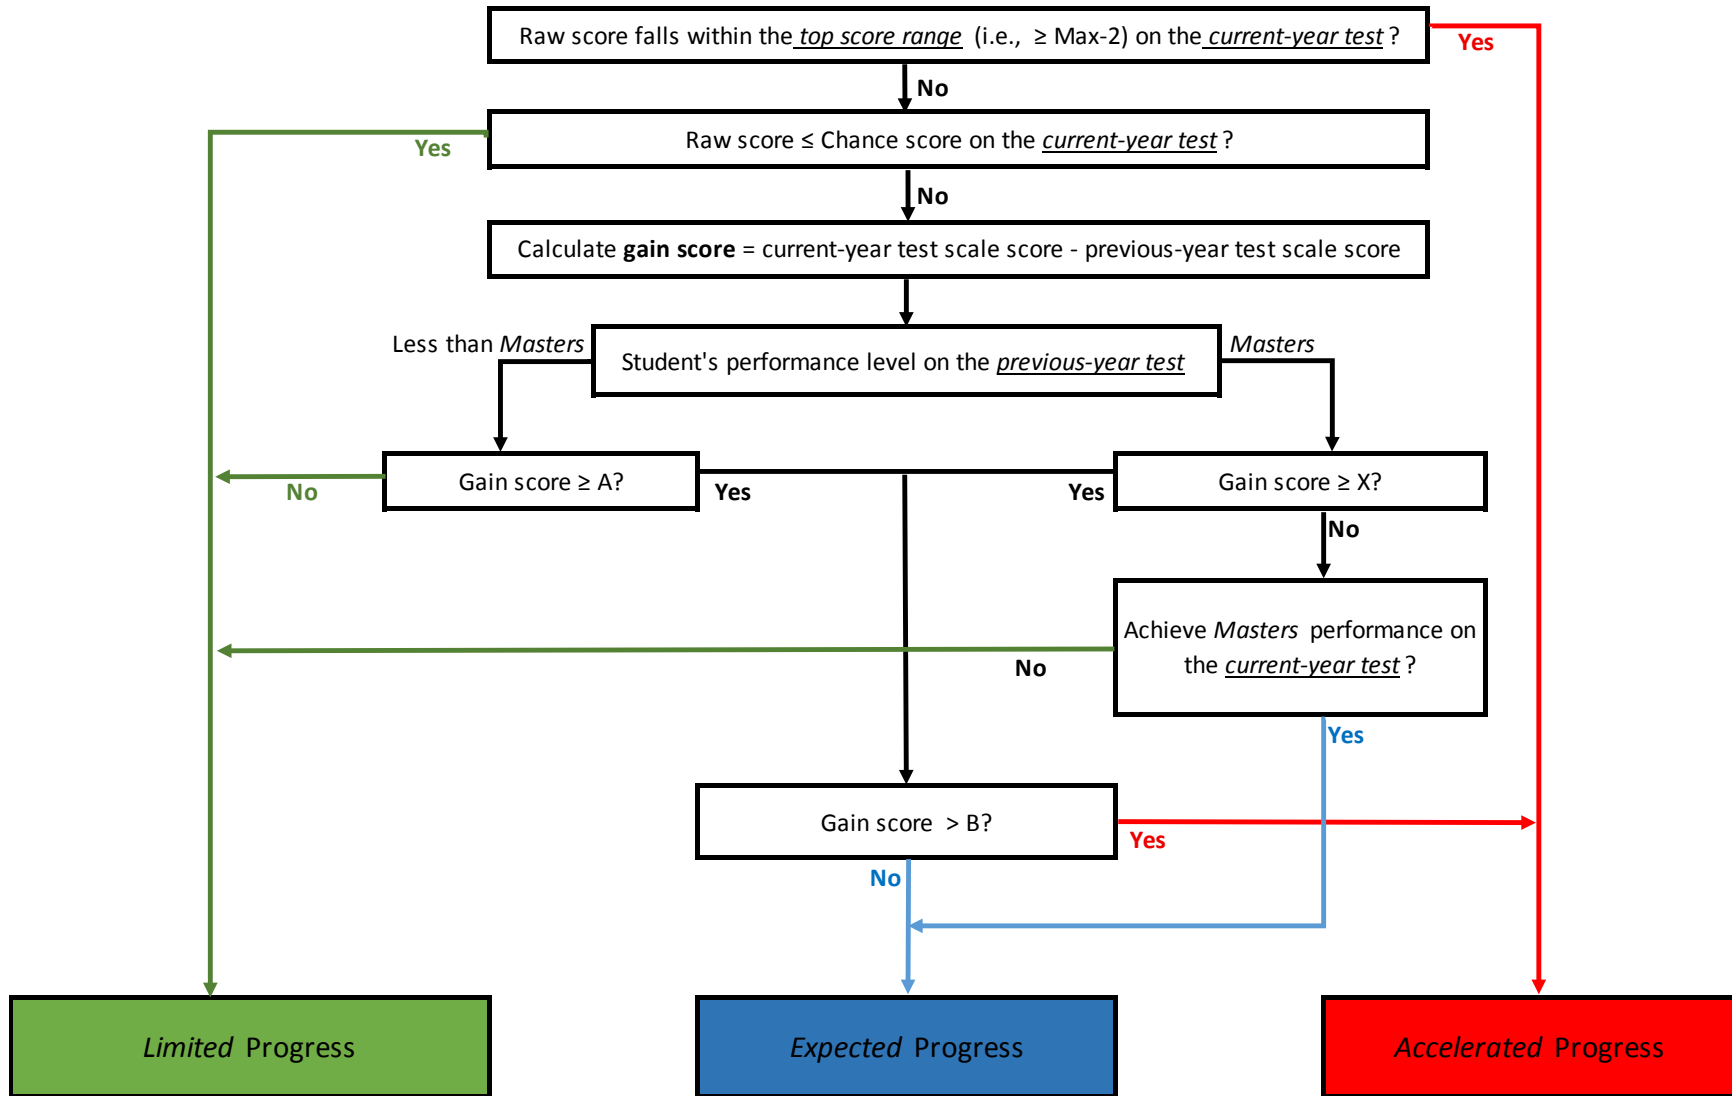 Raw score falls within the top score range (i.e., ≥ Max-2) on the current-year test ?
Yes
No
Raw score ≤ Chance score on the current-year test ?
Yes
No
Calculate gain score = current-year test scale score - previous-year test scale score
Less than Masters
Student's performance level on the previous-year test
Masters
Gain score ≥ A?
No
Yes
Yes
Gain score ≥ X?
No
Achieve Masters performance on
the current-year test ?
No
Yes
Gain score > B?
Yes
No
Limited Progress
Expected Progress
Accelerated Progress